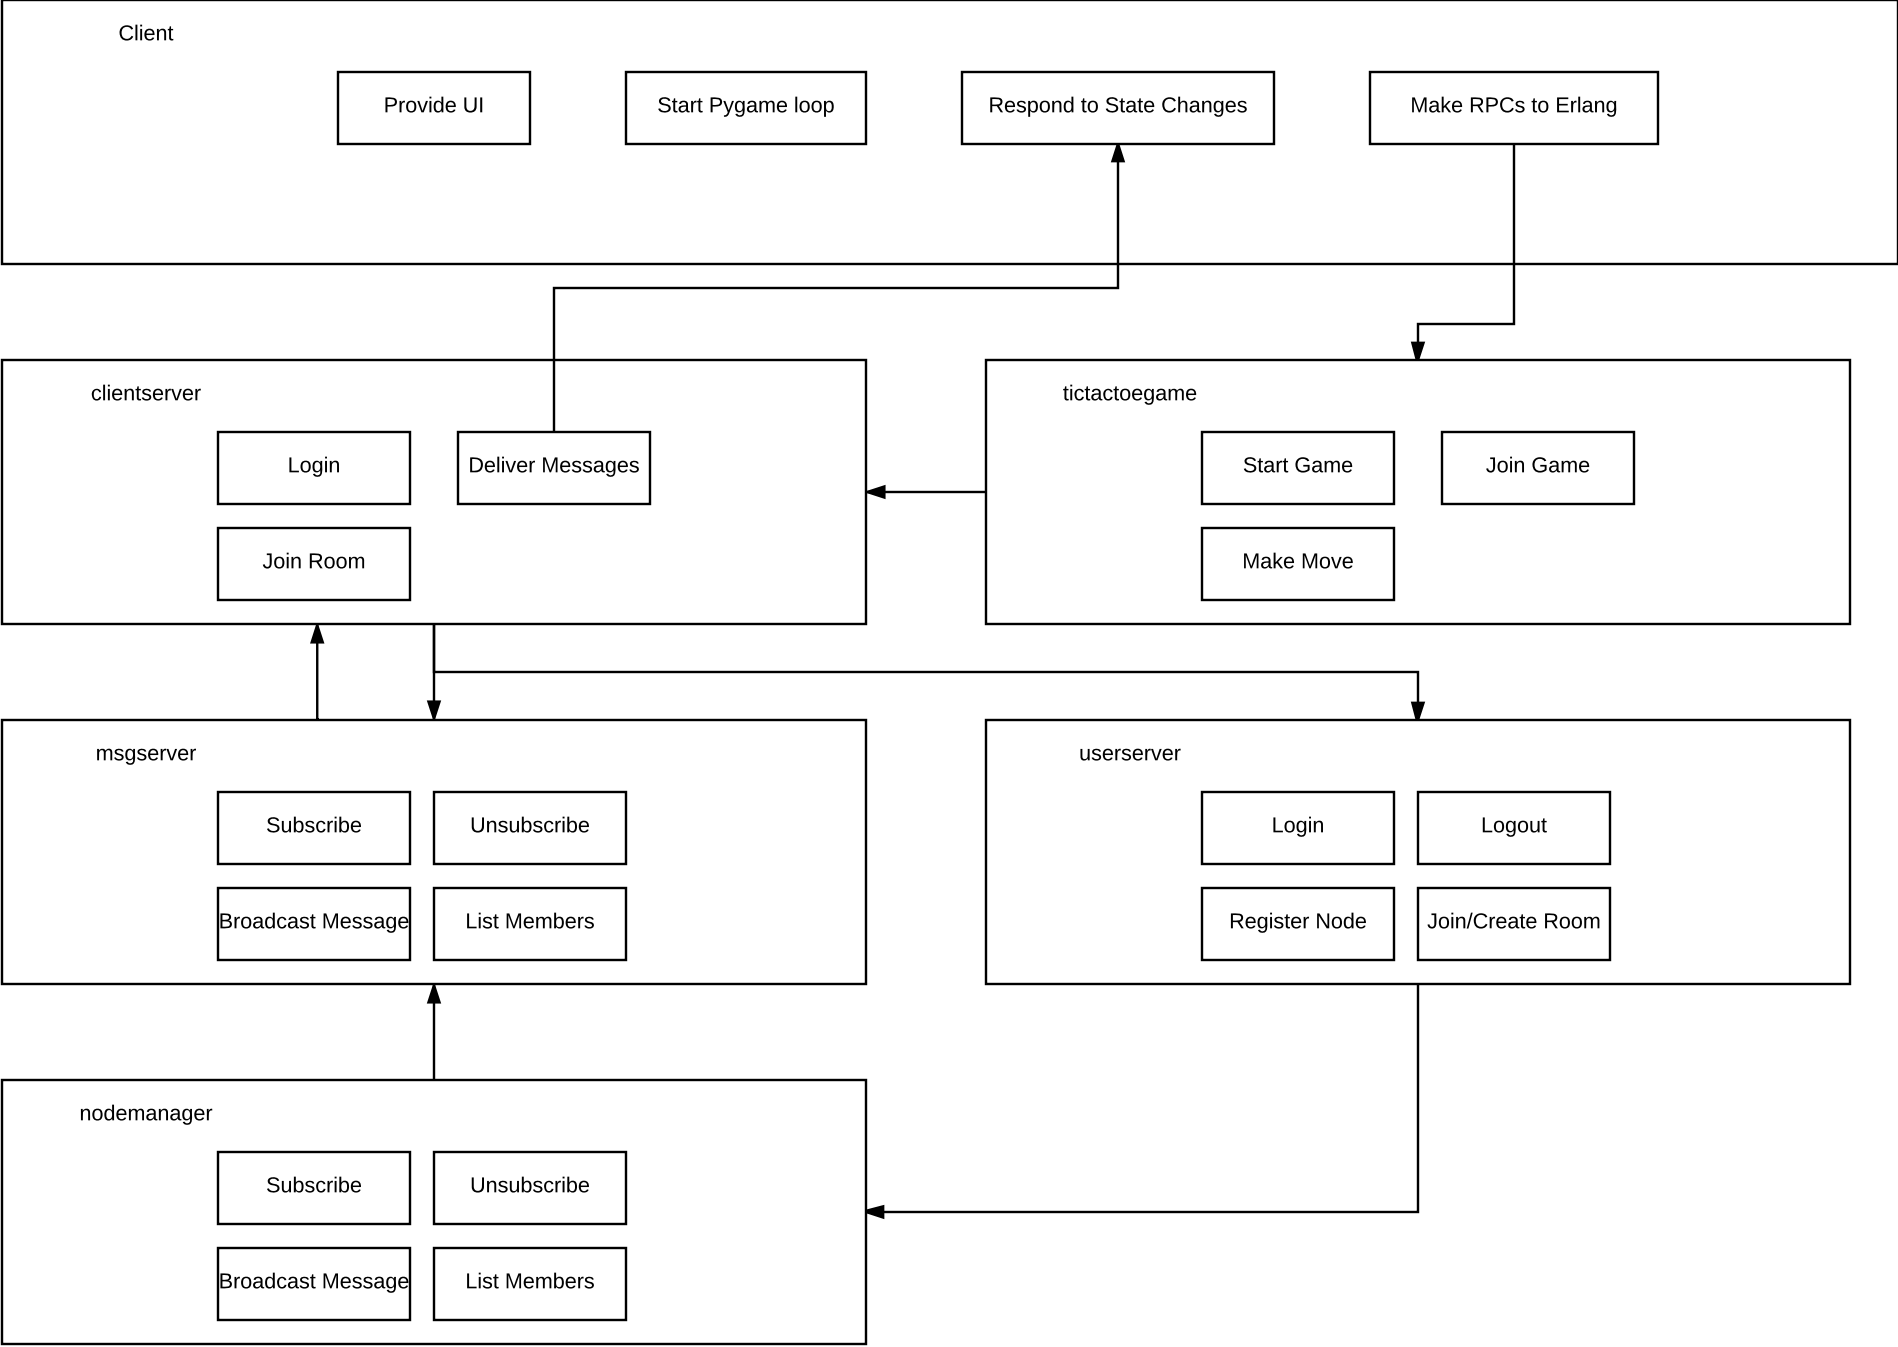 Client
Provide UI
Start Pygame loop
Respond to State Changes
Make RPCs to Erlang
clientserver
Login
Deliver Messages
Join Room
tictactoegame
Start Game
Join Game
Make Move
msgserver
Subscribe
Unsubscribe
Broadcast Message
List Members
userserver
Login
Logout
Register Node
Join/Create Room
nodemanager
Subscribe
Unsubscribe
Broadcast Message
List Members